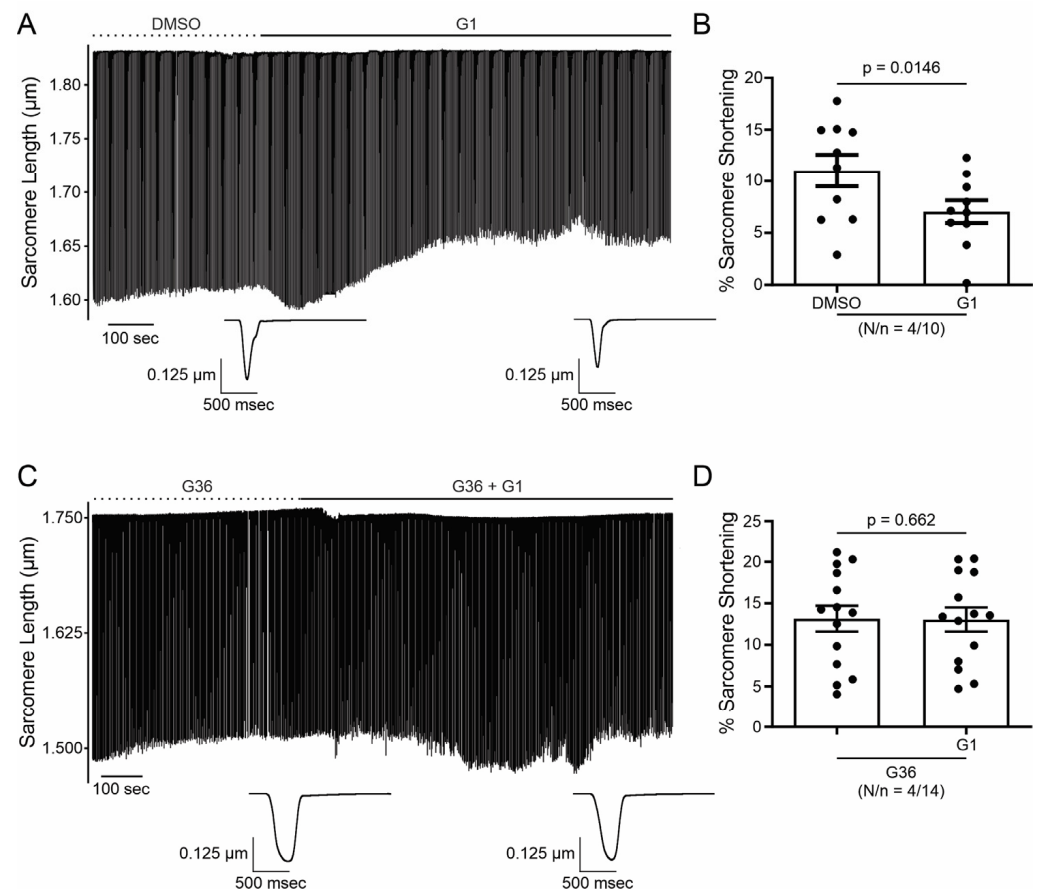 A
DMSO
G1
Sarcomere Length (µm)
1.80
1.75
1.70
1.65
1.60
100 sec
0.125 µm
500 msec
0.125 µm
500 msec
B
p = 0.0146
% Sarcomere Shortening
20
15
10
5
0
DMSO
G1
(N/n = 4/10)
C
G36
G36 + G1
Sarcomere Length (µm)
1.750
1.625
1.500
100 sec
0.125 µm
500 msec
0.125 µm
500 msec
D
p = 0.662
% Sarcomere Shortening
25
20
15
10
5
0
G1
G36
(N/n = 4/14)